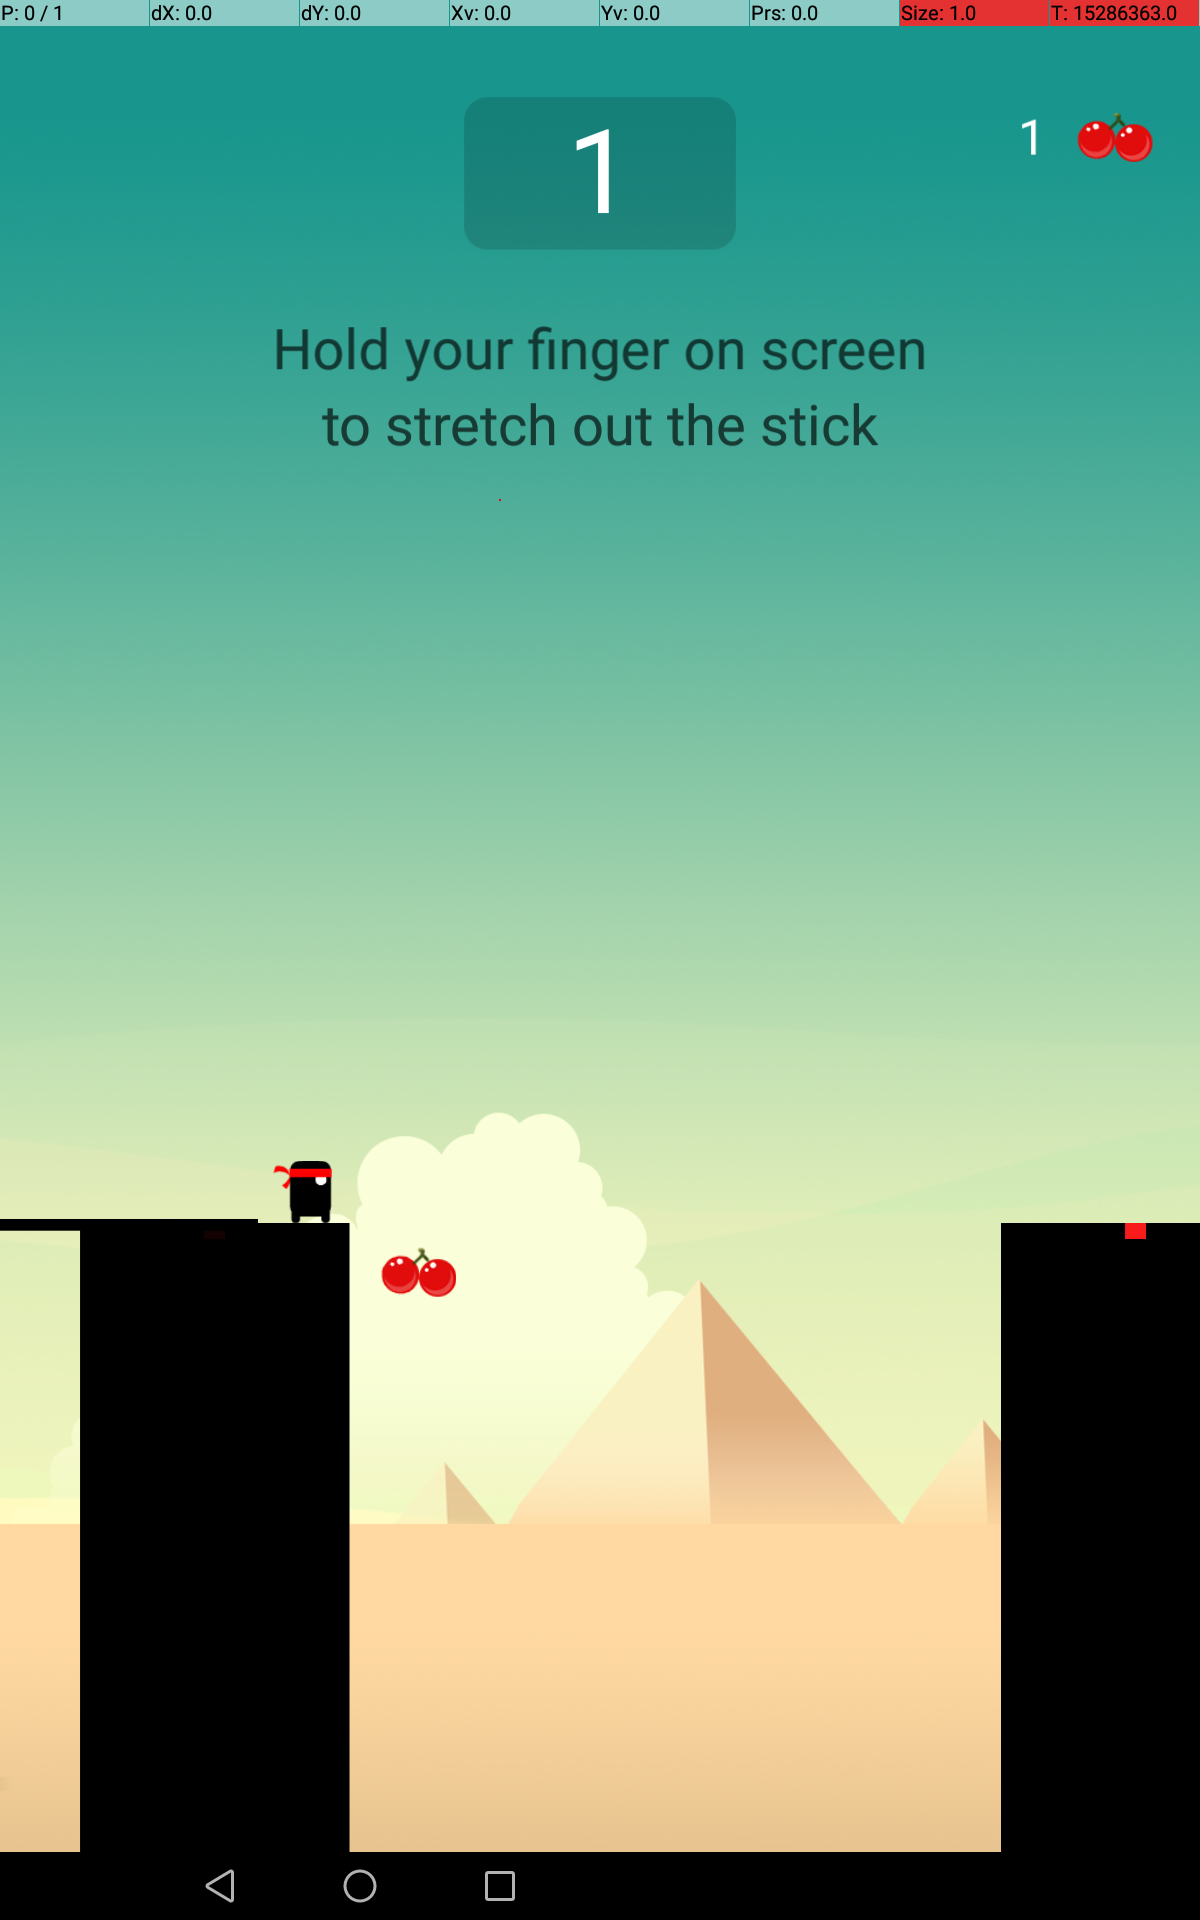 P: 0 / 1 dX: 0.0 dY: 0.0 Xv: 0.0 Yv: 0.0 Prs: 0.0 Size: 1.0 T: 15286363.0
1
1
Hold your finger on screen
to stretch out the stick